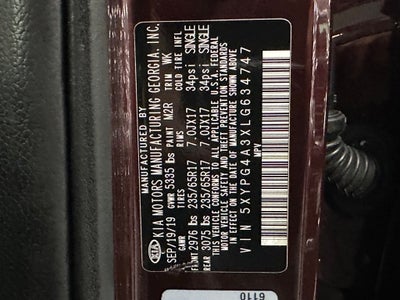 KIA MOTORS MANUFACTURING GEORGIA, INC.
SEP/19/19 PAINT M2R TRIM WK
GVWR 5335 lbs
GAWR TIRES RIMS COLD TIRE INFL
FRONT 2976 lbs 235/65R17 7.0JX17 34psi SINGLE
REAR 3075 lbs 235/65R17 7.0JX17 34psi SINGLE
THIS VEHICLE CONFORMS TO ALL APPLICABLE U.S.A. FEDERAL
MOTOR VEHICLE SAFETY AND THEFT PREVENTION STANDARDS
IN EFFECT ON THE DATE OF MANUFACTURE SHOWN ABOVE
VIN 5XYPG4A3XLG634747
MPV
KIA
6110